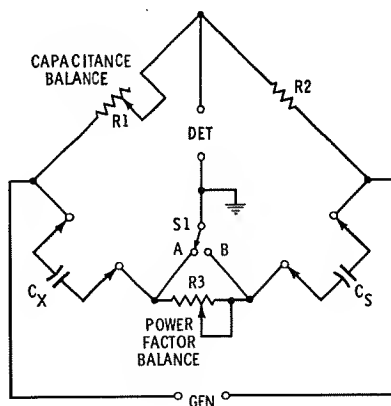 CAPACITANCE
BALANCE
R1
R2
DET
S1
A
B
R3
POWER
FACTOR
BALANCE
CX
CS
GEN